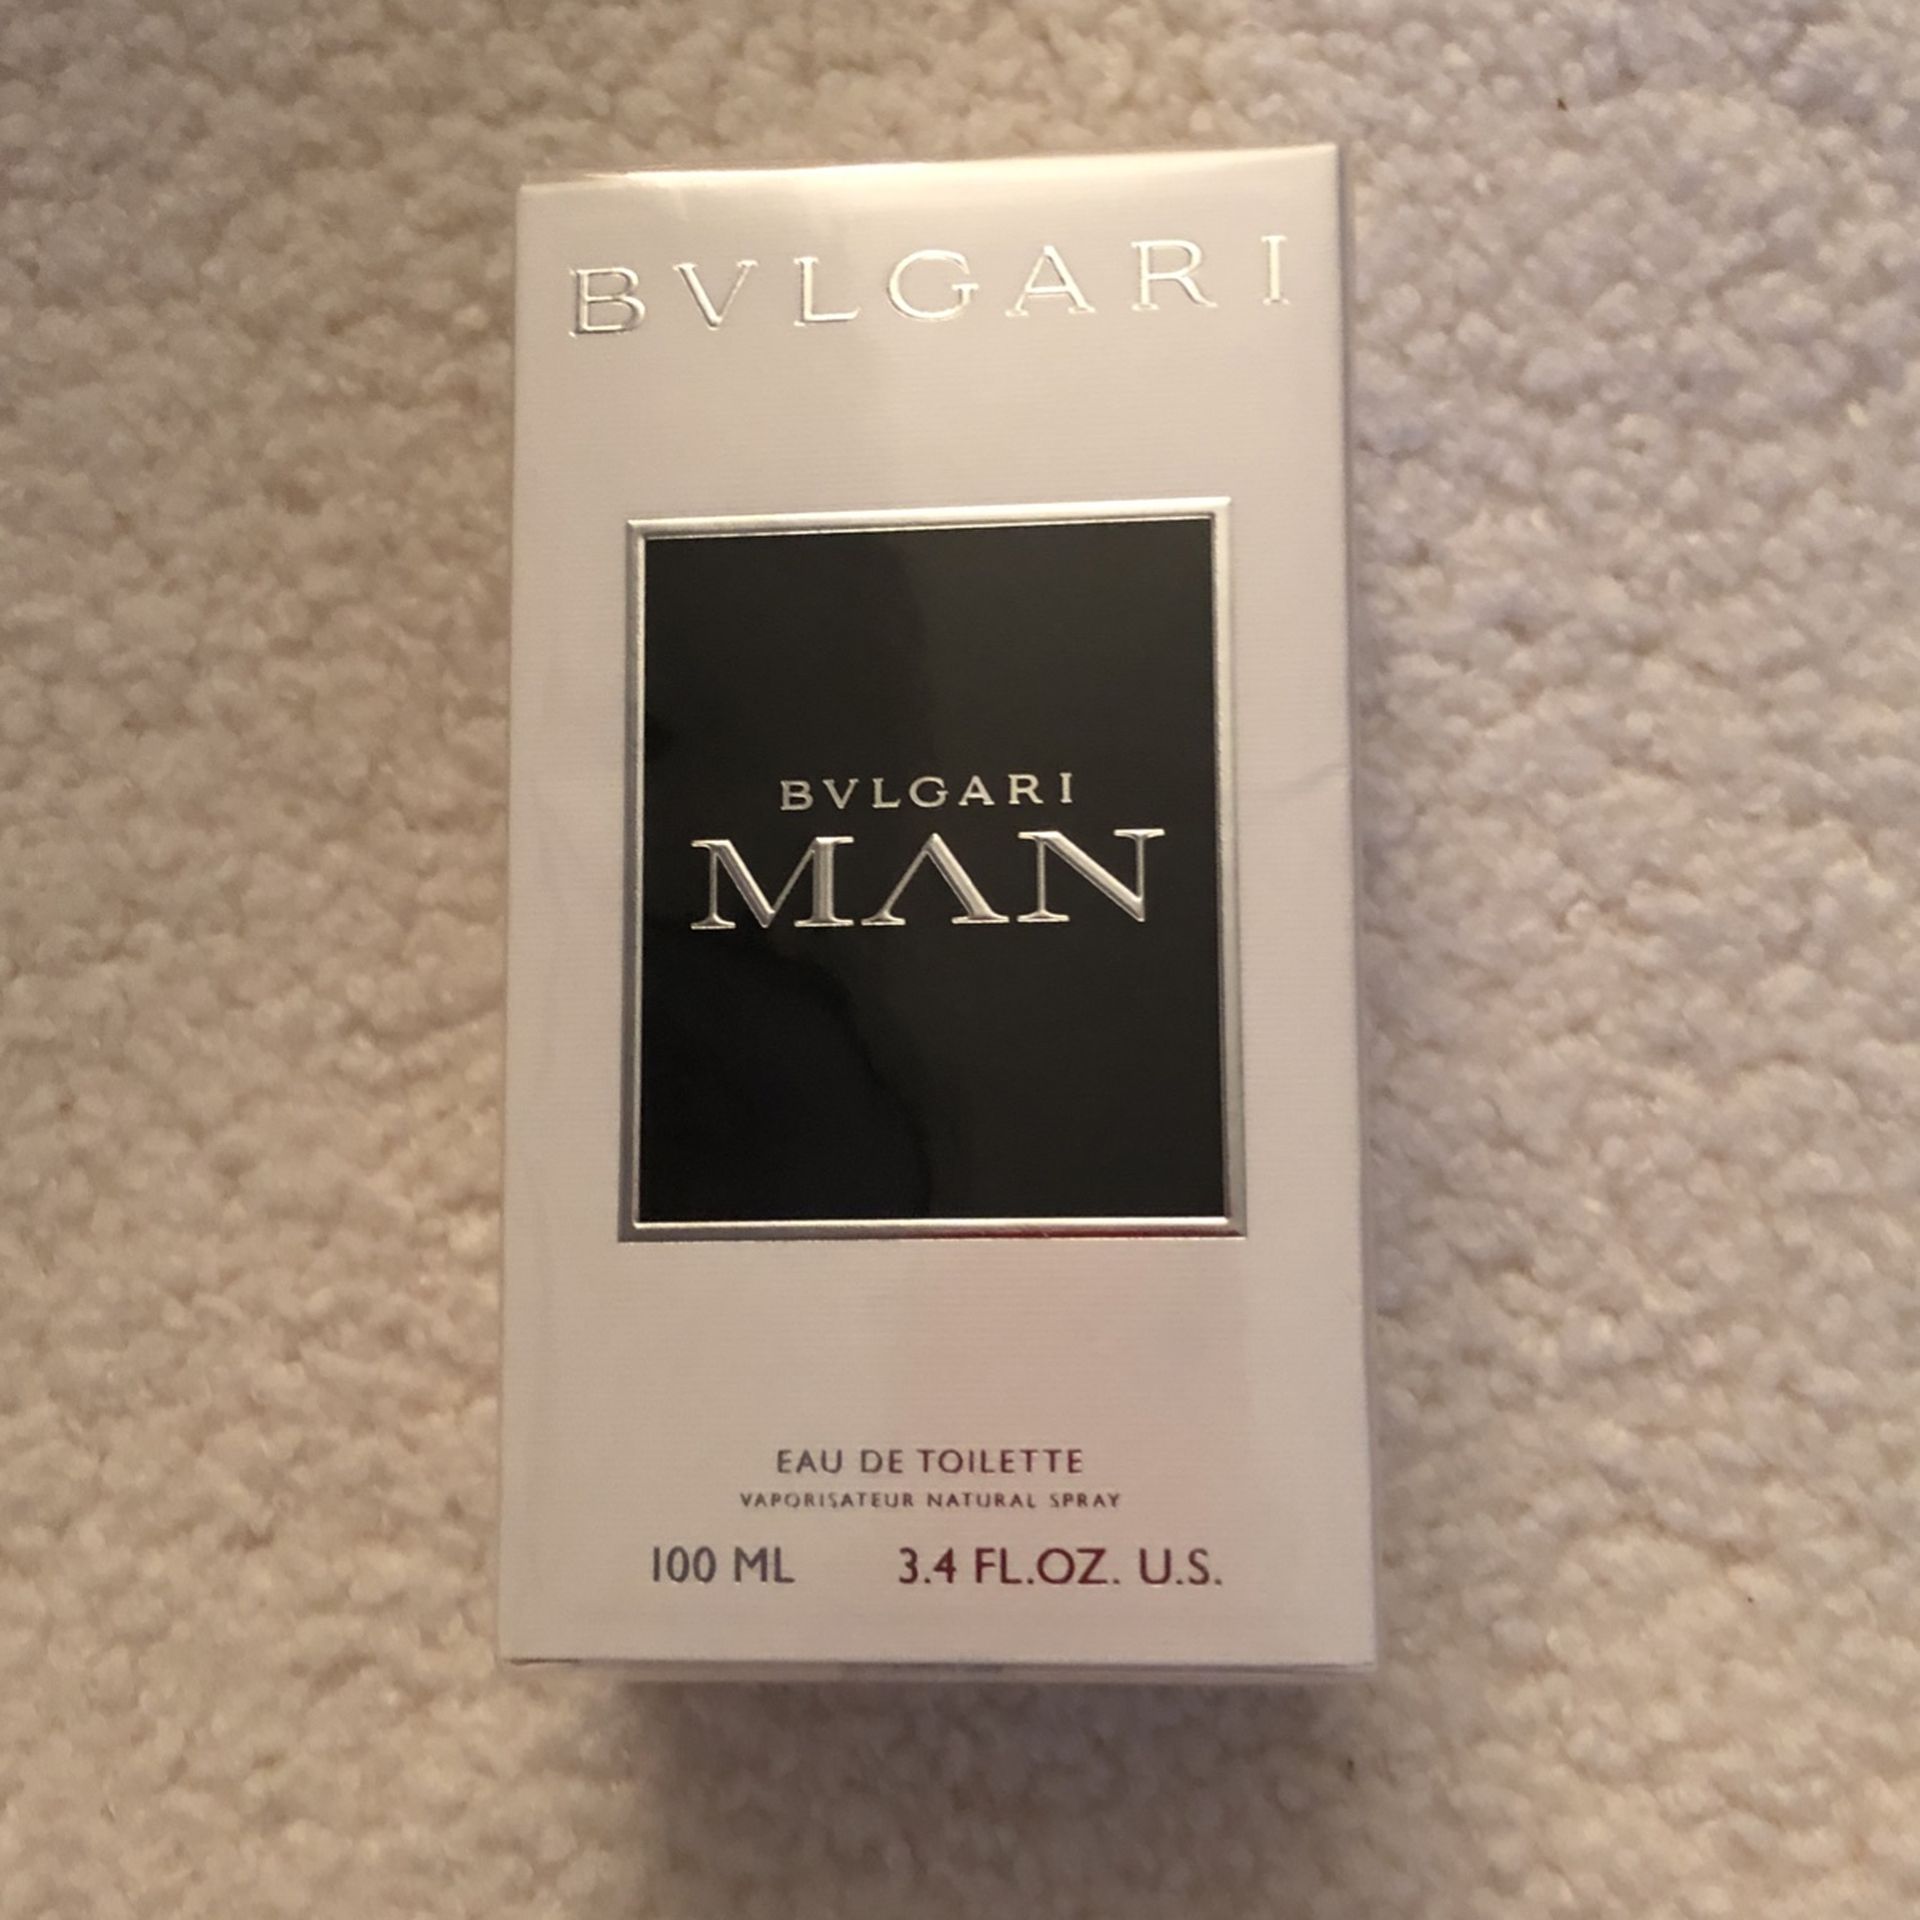 BVLGARI
BVLGARI
MAN
EAU DE TOILETTE
VAPORISATEUR NATURAL SPRAY
100 ML 3.4 FL.OZ. U.S.